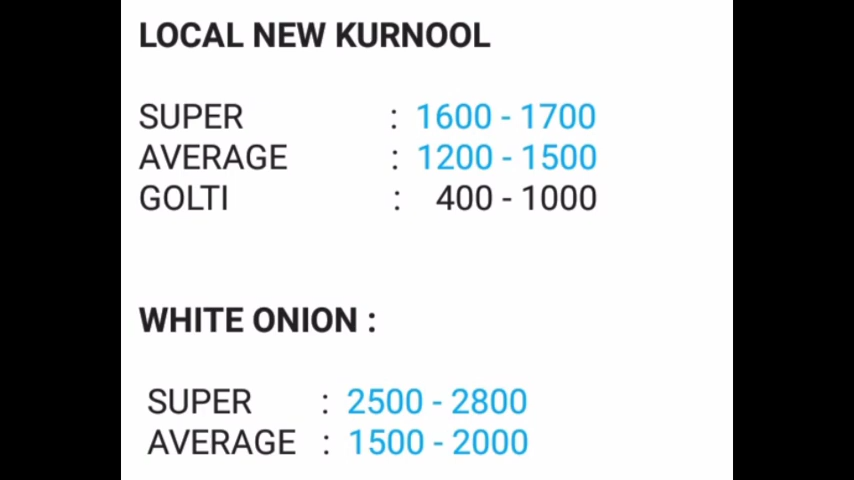 LOCAL NEW KURNOOL
SUPER : 1600 - 1700
AVERAGE : 1200 - 1500
GOLTI : 400 - 1000
WHITE ONION :
SUPER : 2500 - 2800
AVERAGE : 1500 - 2000